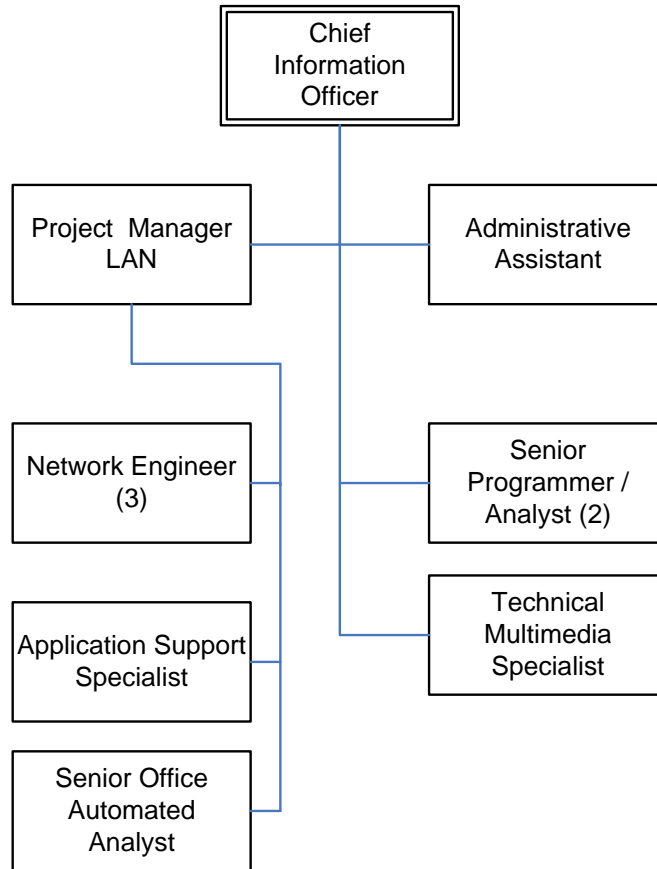 Chief
Information
Officer
Project Manager
LAN
Administrative
Assistant
Network Engineer
(3)
Senior
Programmer /
Analyst (2)
Application Support
Specialist
Technical
Multimedia
Specialist
Senior Office
Automated
Analyst